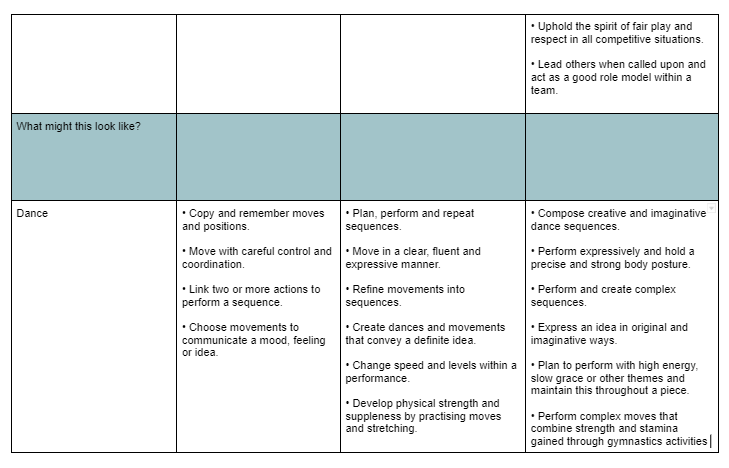 • Uphold the spirit of fair play and
respect in all competitive situations.
• Lead others when called upon and
act as a good role model within a
team.
What might this look like?
Dance
• Copy and remember moves
and positions.
• Move with careful control and
coordination.
• Link two or more actions to
perform a sequence.
• Choose movements to
communicate a mood, feeling
or idea.
• Plan, perform and repeat
sequences.
• Move in a clear, fluent and
expressive manner.
• Refine movements into
sequences.
• Create dances and movements
that convey a definite idea.
• Change speed and levels within a
performance.
• Develop physical strength and
suppleness by practising moves
and stretching.
• Compose creative and imaginative
dance sequences.
• Perform expressively and hold a
precise and strong body posture.
• Perform and create complex
sequences.
• Express an idea in original and
imaginative ways.
• Plan to perform with high energy,
slow grace or other themes and
maintain this throughout a piece.
• Perform complex moves that
combine strength and stamina
gained through gymnastics activities